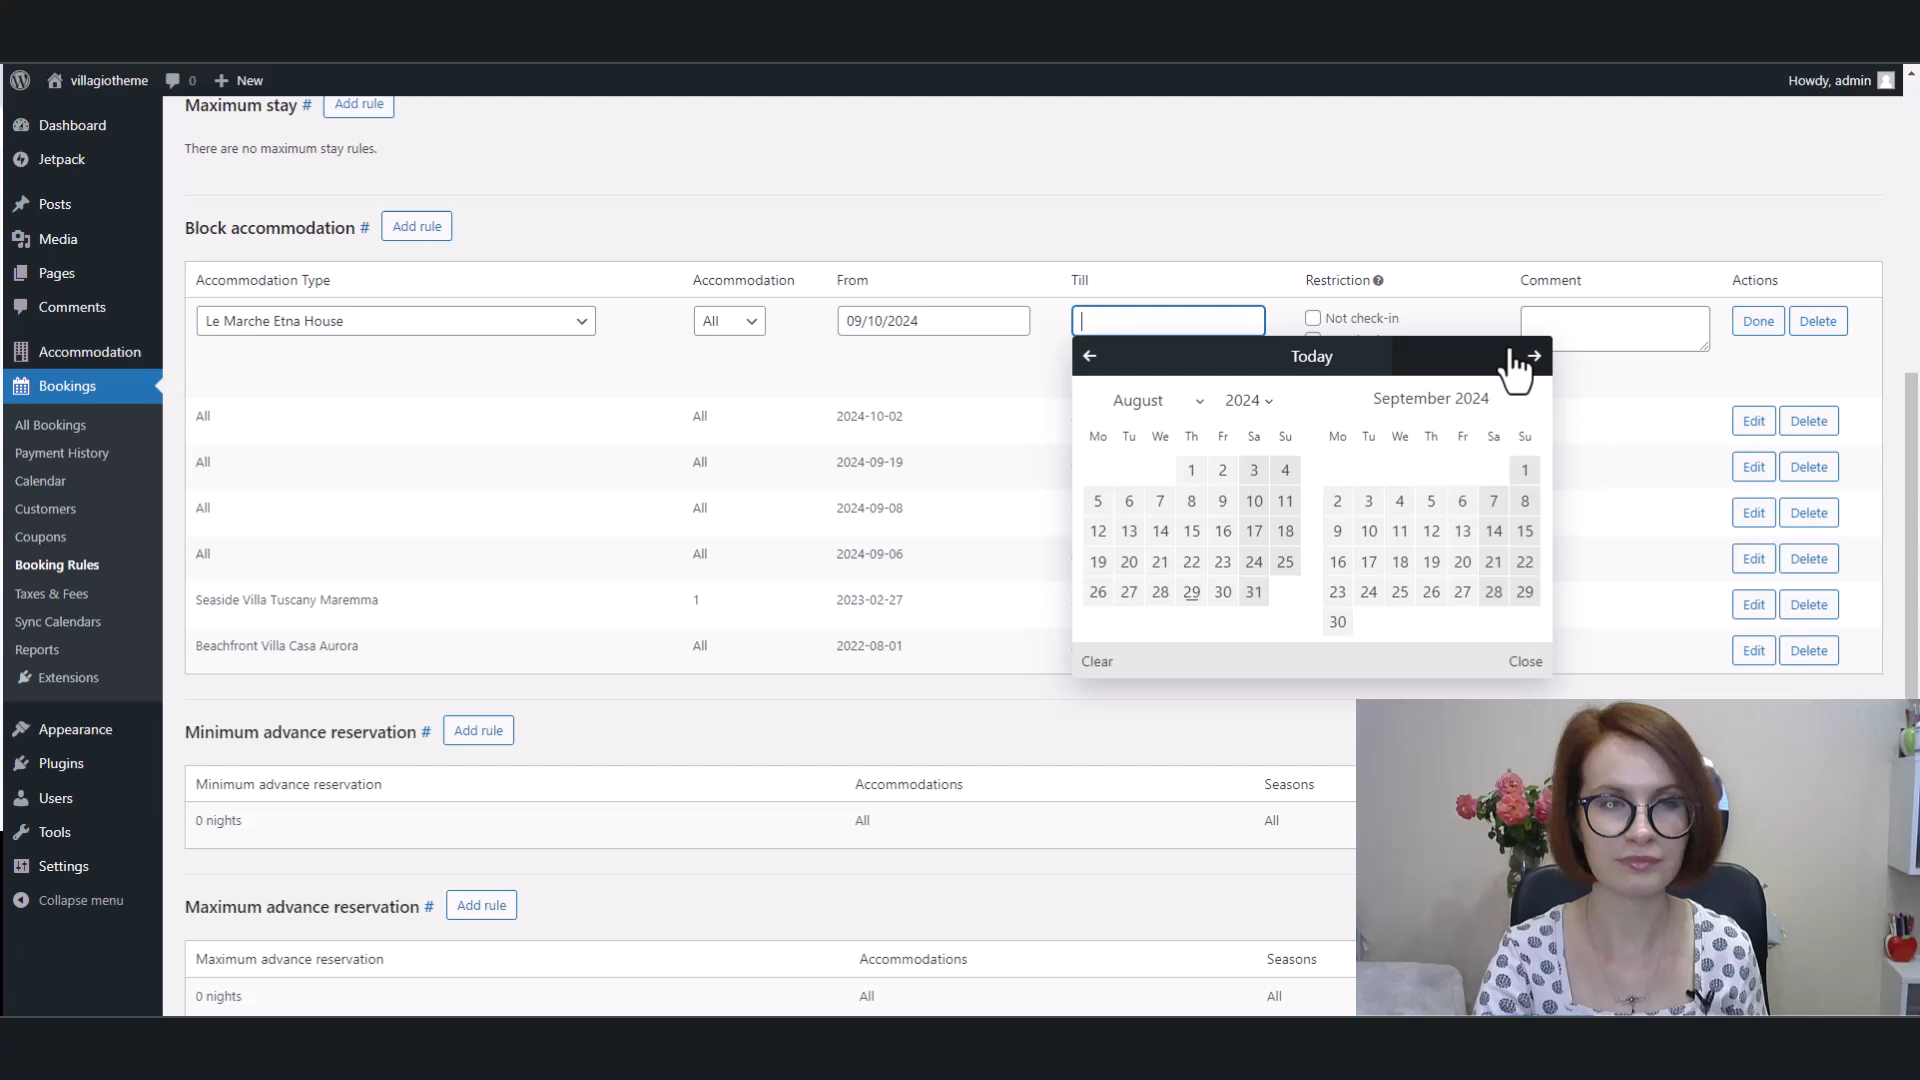 villagiotheme 0 New Howdy, admin
Dashboard
Jetpack
Posts
Media
Pages
Comments
Accommodation
Bookings
All Bookings
Payment History
Calendar
Customers
Coupons
Booking Rules
Taxes & Fees
Sync Calendars
Reports
Extensions
Appearance
Plugins
Users
Tools
Settings
Collapse menu
Maximum stay # Add rule
There are no maximum stay rules.
Block accommodation # Add rule
Accommodation Type Accommodation From Till Restriction Comment Actions
Le Marche Etna House All 09/10/2024 Not check-in Done Delete
All All 2024-10-02 Edit Delete
All All 2024-09-19 Edit Delete
All All 2024-09-08 Edit Delete
All All 2024-09-06 Edit Delete
Seaside Villa Tuscany Maremma 1 2023-02-27 Edit Delete
Beachfront Villa Casa Aurora All 2022-08-01 Edit Delete
Today
August 2024
Mo Tu We Th Fr Sa Su
1 2 3 4
5 6 7 8 9 10 11
12 13 14 15 16 17 18
19 20 21 22 23 24 25
26 27 28 29 30 31
September 2024
Mo Tu We Th Fr Sa Su
1
2 3 4 5 6 7 8
9 10 11 12 13 14 15
16 17 18 19 20 21 22
23 24 25 26 27 28 29
30
Clear Close
Minimum advance reservation # Add rule
Minimum advance reservation Accommodations Seasons
0 nights All All
Maximum advance reservation # Add rule
Maximum advance reservation Accommodations Seasons
0 nights All All